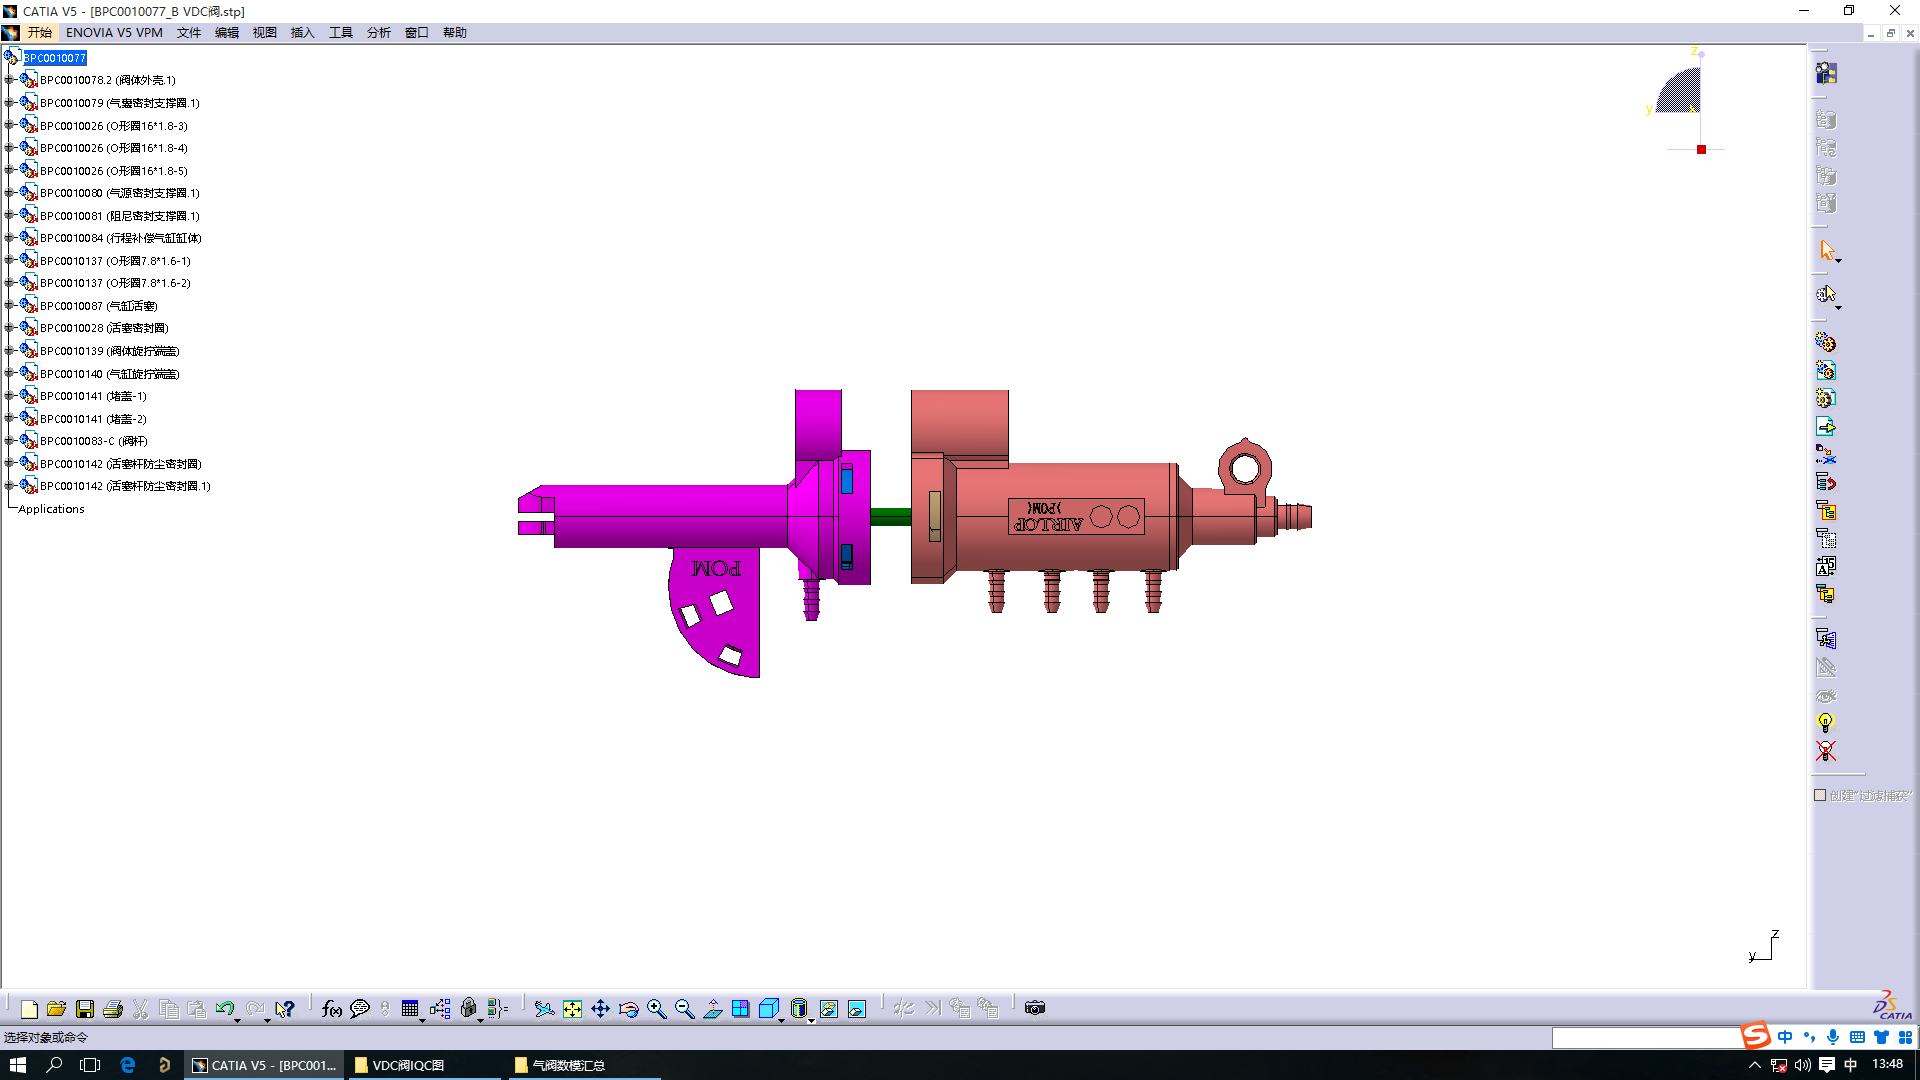 CATIA V5 - [BPC0010077_B VDC阀.stp]
开始 ENOVIA V5 VPM 文件 编辑 视图 插入 工具 分析 窗口 帮助
BPC0010077
BPC0010078.2 (阀体外壳.1)
BPC0010079 (气囊密封支撑圈.1)
BPC0010026 (O形圈16*1.8-3)
BPC0010026 (O形圈16*1.8-4)
BPC0010026 (O形圈16*1.8-5)
BPC0010080 (气源密封支撑圈.1)
BPC0010081 (阻尼密封支撑圈.1)
BPC0010084 (行程补偿气缸缸体)
BPC0010137 (O形圈7.8*1.6-1)
BPC0010137 (O形圈7.8*1.6-2)
BPC0010087 (气缸活塞)
BPC0010028 (活塞密封圈)
BPC0010139 (阀体旋拧端盖)
BPC0010140 (气缸旋拧端盖)
BPC0010141 (堵盖-1)
BPC0010141 (堵盖-2)
BPC0010083-C (阀杆)
BPC0010142 (活塞杆防尘密封圈)
BPC0010142 (活塞杆防尘密封圈.1)
Applications
z
y
x
>POM<
AIRTOP
POM
创建"过滤捕获"
z
y
f(x)
CATIA
选择对象或命令
中
CATIA V5 - [BPC001...
VDC阀IQC图
气阀数模汇总
中
13:48